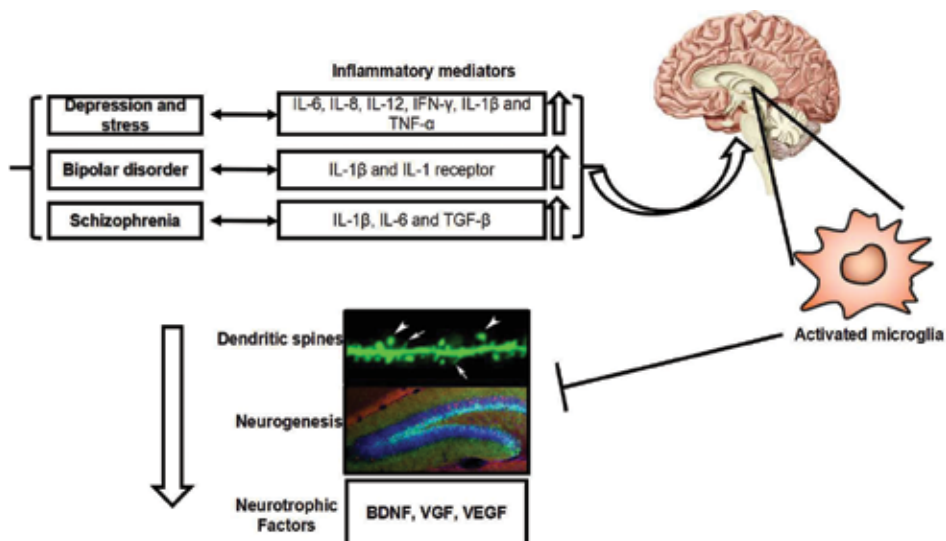 Inflammatory mediators
Depression and
stress
IL-6, IL-8, IL-12, IFN-γ, IL-1β and
TNF-α
Bipolar disorder
IL-1β and IL-1 receptor
Schizophrenia
IL-1β, IL-6 and TGF-β
Activated microglia
Dendritic spines
Neurogenesis
Neurotrophic
Factors
BDNF, VGF, VEGF